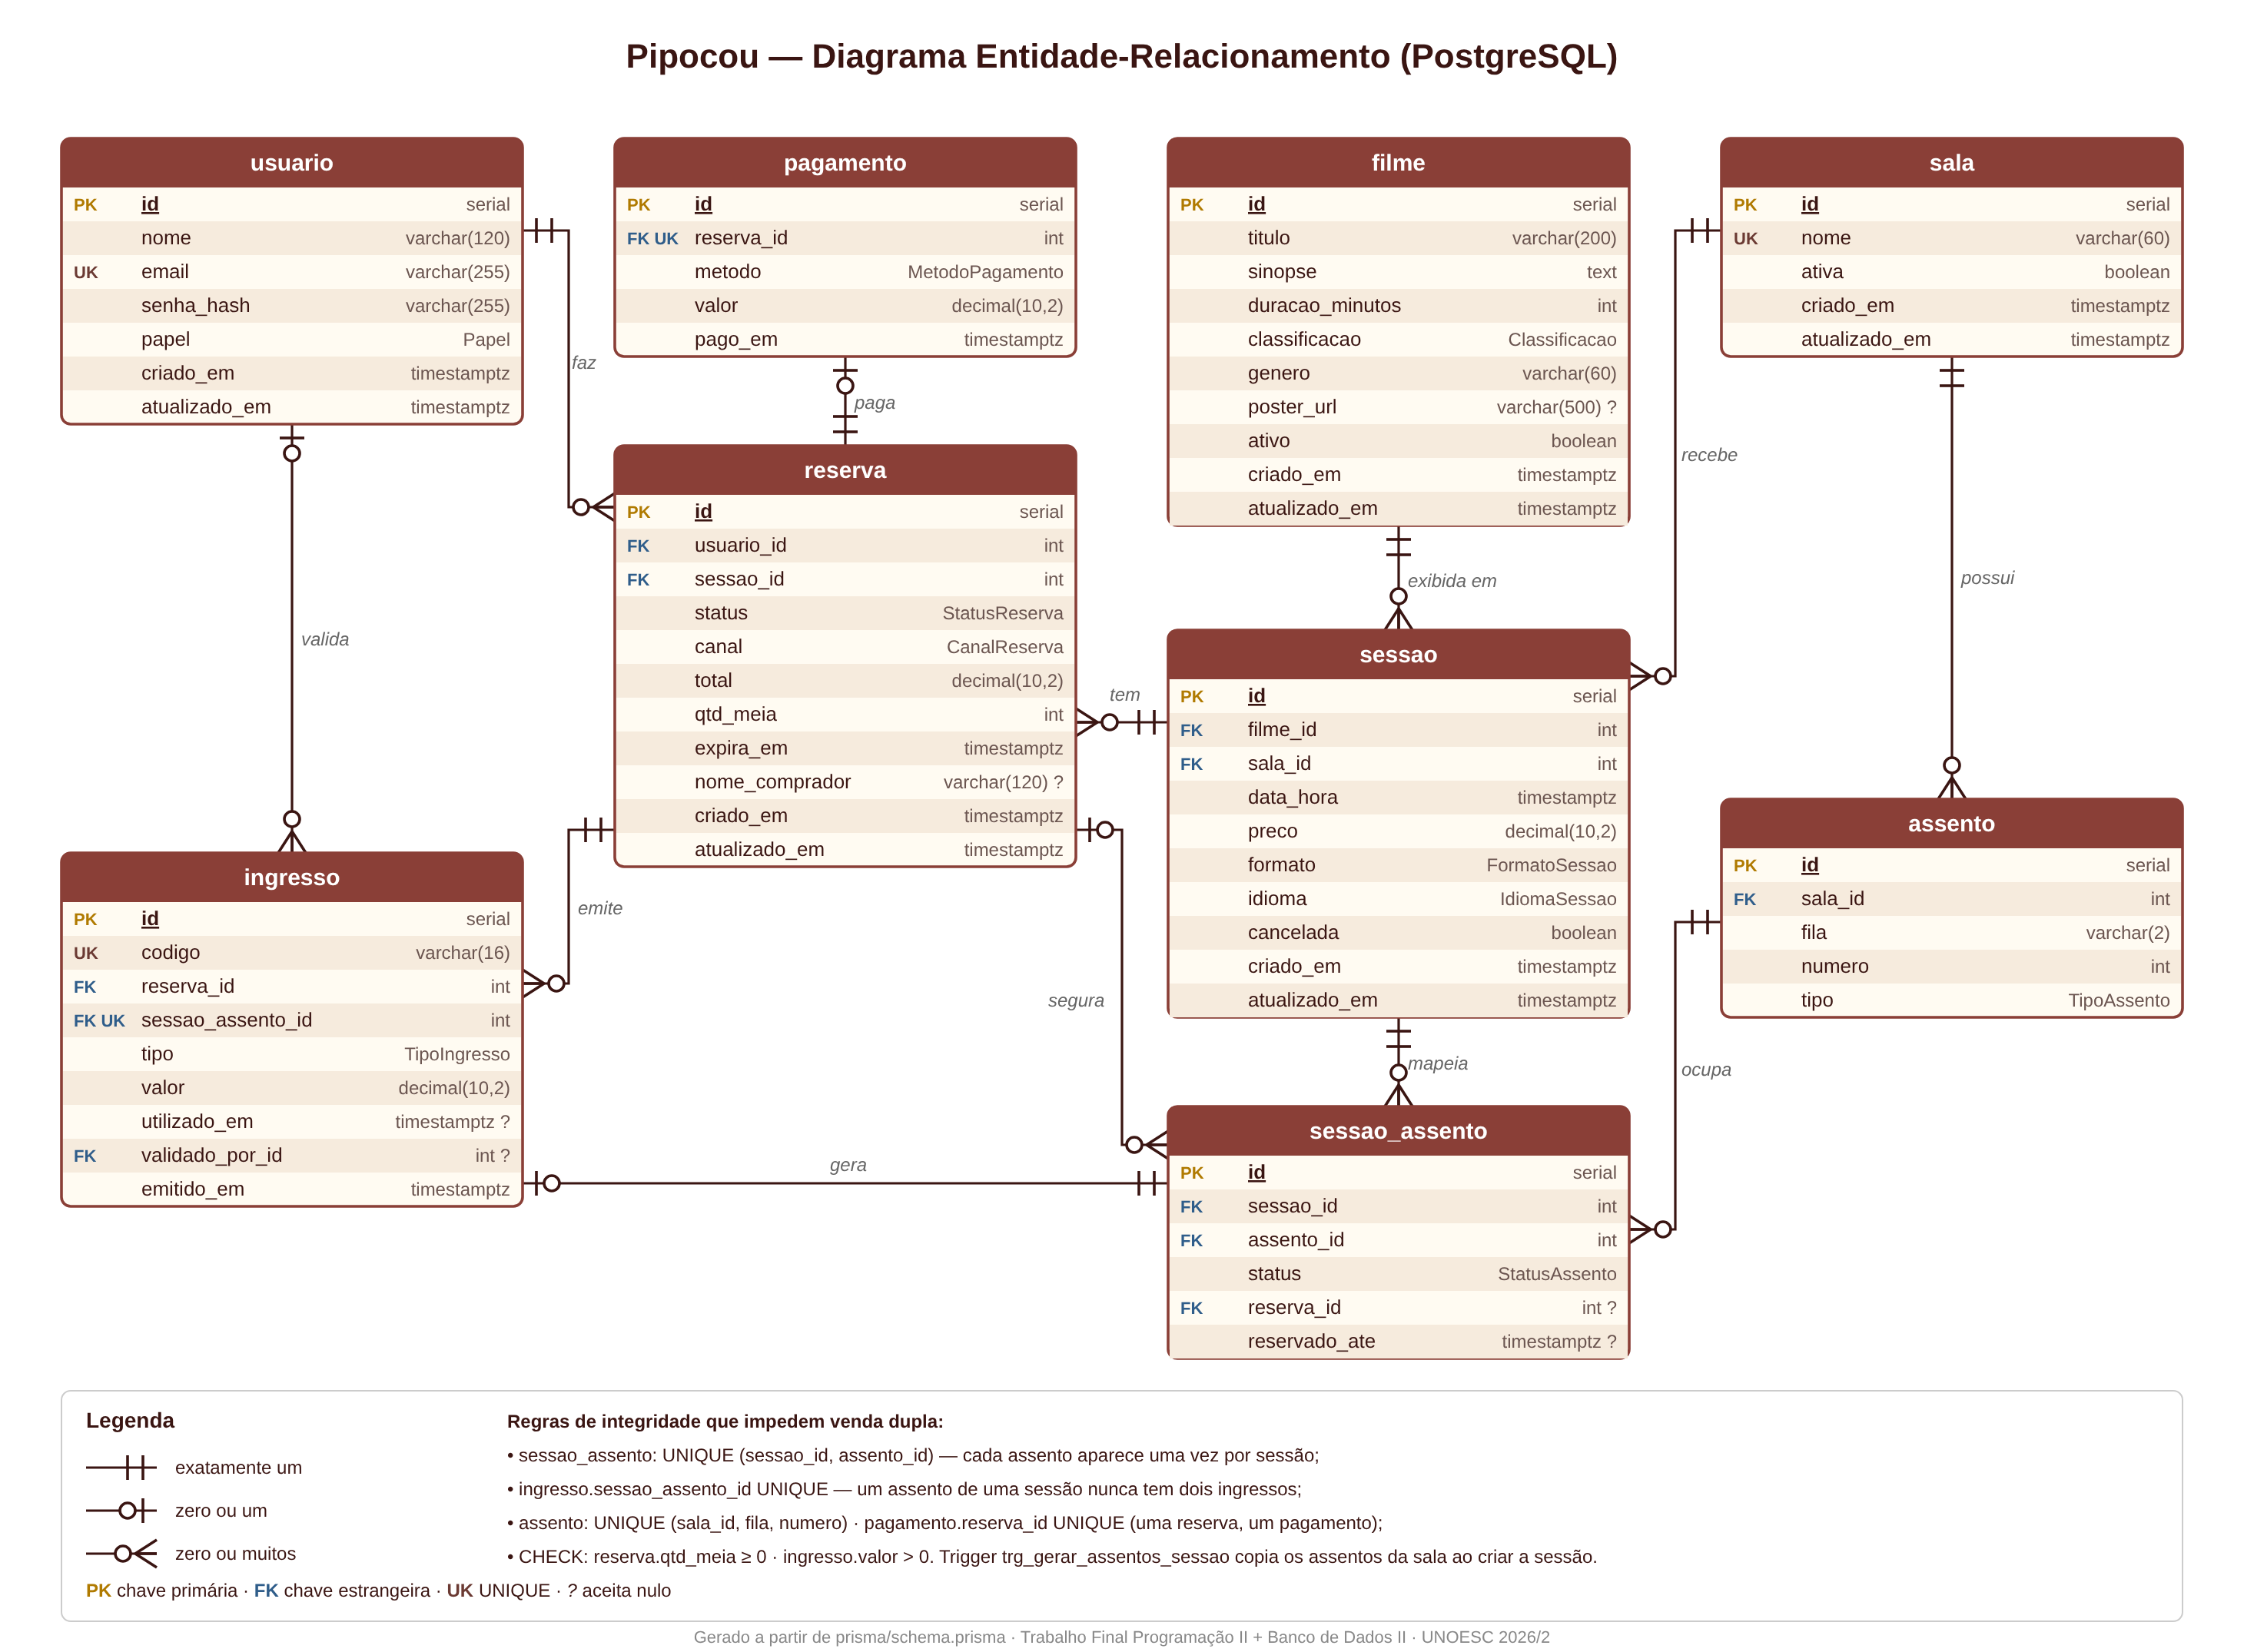 Pipocou — Diagrama Entidade-Relacionamento (PostgreSQL)
usuario
PK id serial
nome varchar(120)
UK email varchar(255)
senha_hash varchar(255)
papel Papel
criado_em timestamptz
atualizado_em timestamptz
pagamento
PK id serial
FK UK reserva_id int
metodo MetodoPagamento
valor decimal(10,2)
pago_em timestamptz
filme
PK id serial
titulo varchar(200)
sinopse text
duracao_minutos int
classificacao Classificacao
genero varchar(60)
poster_url varchar(500) ?
ativo boolean
criado_em timestamptz
atualizado_em timestamptz
sala
PK id serial
UK nome varchar(60)
ativa boolean
criado_em timestamptz
atualizado_em timestamptz
faz
paga
recebe
exibida em
possui
valida
tem
reserva
PK id serial
FK usuario_id int
FK sessao_id int
status StatusReserva
canal CanalReserva
total decimal(10,2)
qtd_meia int
expira_em timestamptz
nome_comprador varchar(120) ?
criado_em timestamptz
atualizado_em timestamptz
sessao
PK id serial
FK filme_id int
FK sala_id int
data_hora timestamptz
preco decimal(10,2)
formato FormatoSessao
idioma IdiomaSessao
cancelada boolean
criado_em timestamptz
atualizado_em timestamptz
assento
PK id serial
FK sala_id int
fila varchar(2)
numero int
tipo TipoAssento
ingresso
PK id serial
UK codigo varchar(16)
FK reserva_id int
FK UK sessao_assento_id int
tipo TipoIngresso
valor decimal(10,2)
utilizado_em timestamptz ?
FK validado_por_id int ?
emitido_em timestamptz
emite
segura
mapeia
ocupa
gera
sessao_assento
PK id serial
FK sessao_id int
FK assento_id int
status StatusAssento
FK reserva_id int ?
reservado_ate timestamptz ?
Legenda
exatamente um
zero ou um
zero ou muitos
PK chave primária · FK chave estrangeira · UK UNIQUE · ? aceita nulo
Regras de integridade que impedem venda dupla:
• sessao_assento: UNIQUE (sessao_id, assento_id) — cada assento aparece uma vez por sessão;
• ingresso.sessao_assento_id UNIQUE — um assento de uma sessão nunca tem dois ingressos;
• assento: UNIQUE (sala_id, fila, numero) · pagamento.reserva_id UNIQUE (uma reserva, um pagamento);
• CHECK: reserva.qtd_meia ≥ 0 · ingresso.valor > 0. Trigger trg_gerar_assentos_sessao copia os assentos da sala ao criar a sessão.
Gerado a partir de prisma/schema.prisma · Trabalho Final Programação II + Banco de Dados II · UNOESC 2026/2